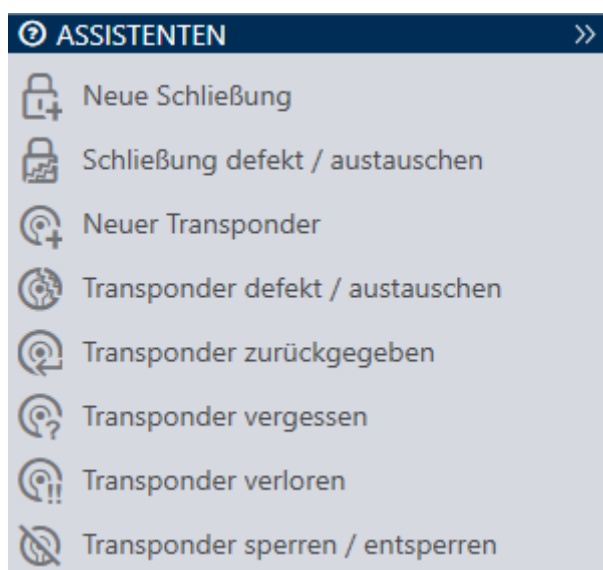 ASSISTENTEN
Neue Schließung
Schließung defekt / austauschen
Neuer Transponder
Transponder defekt / austauschen
Transponder zurückgegeben
Transponder vergessen
Transponder verloren
Transponder sperren / entsperren